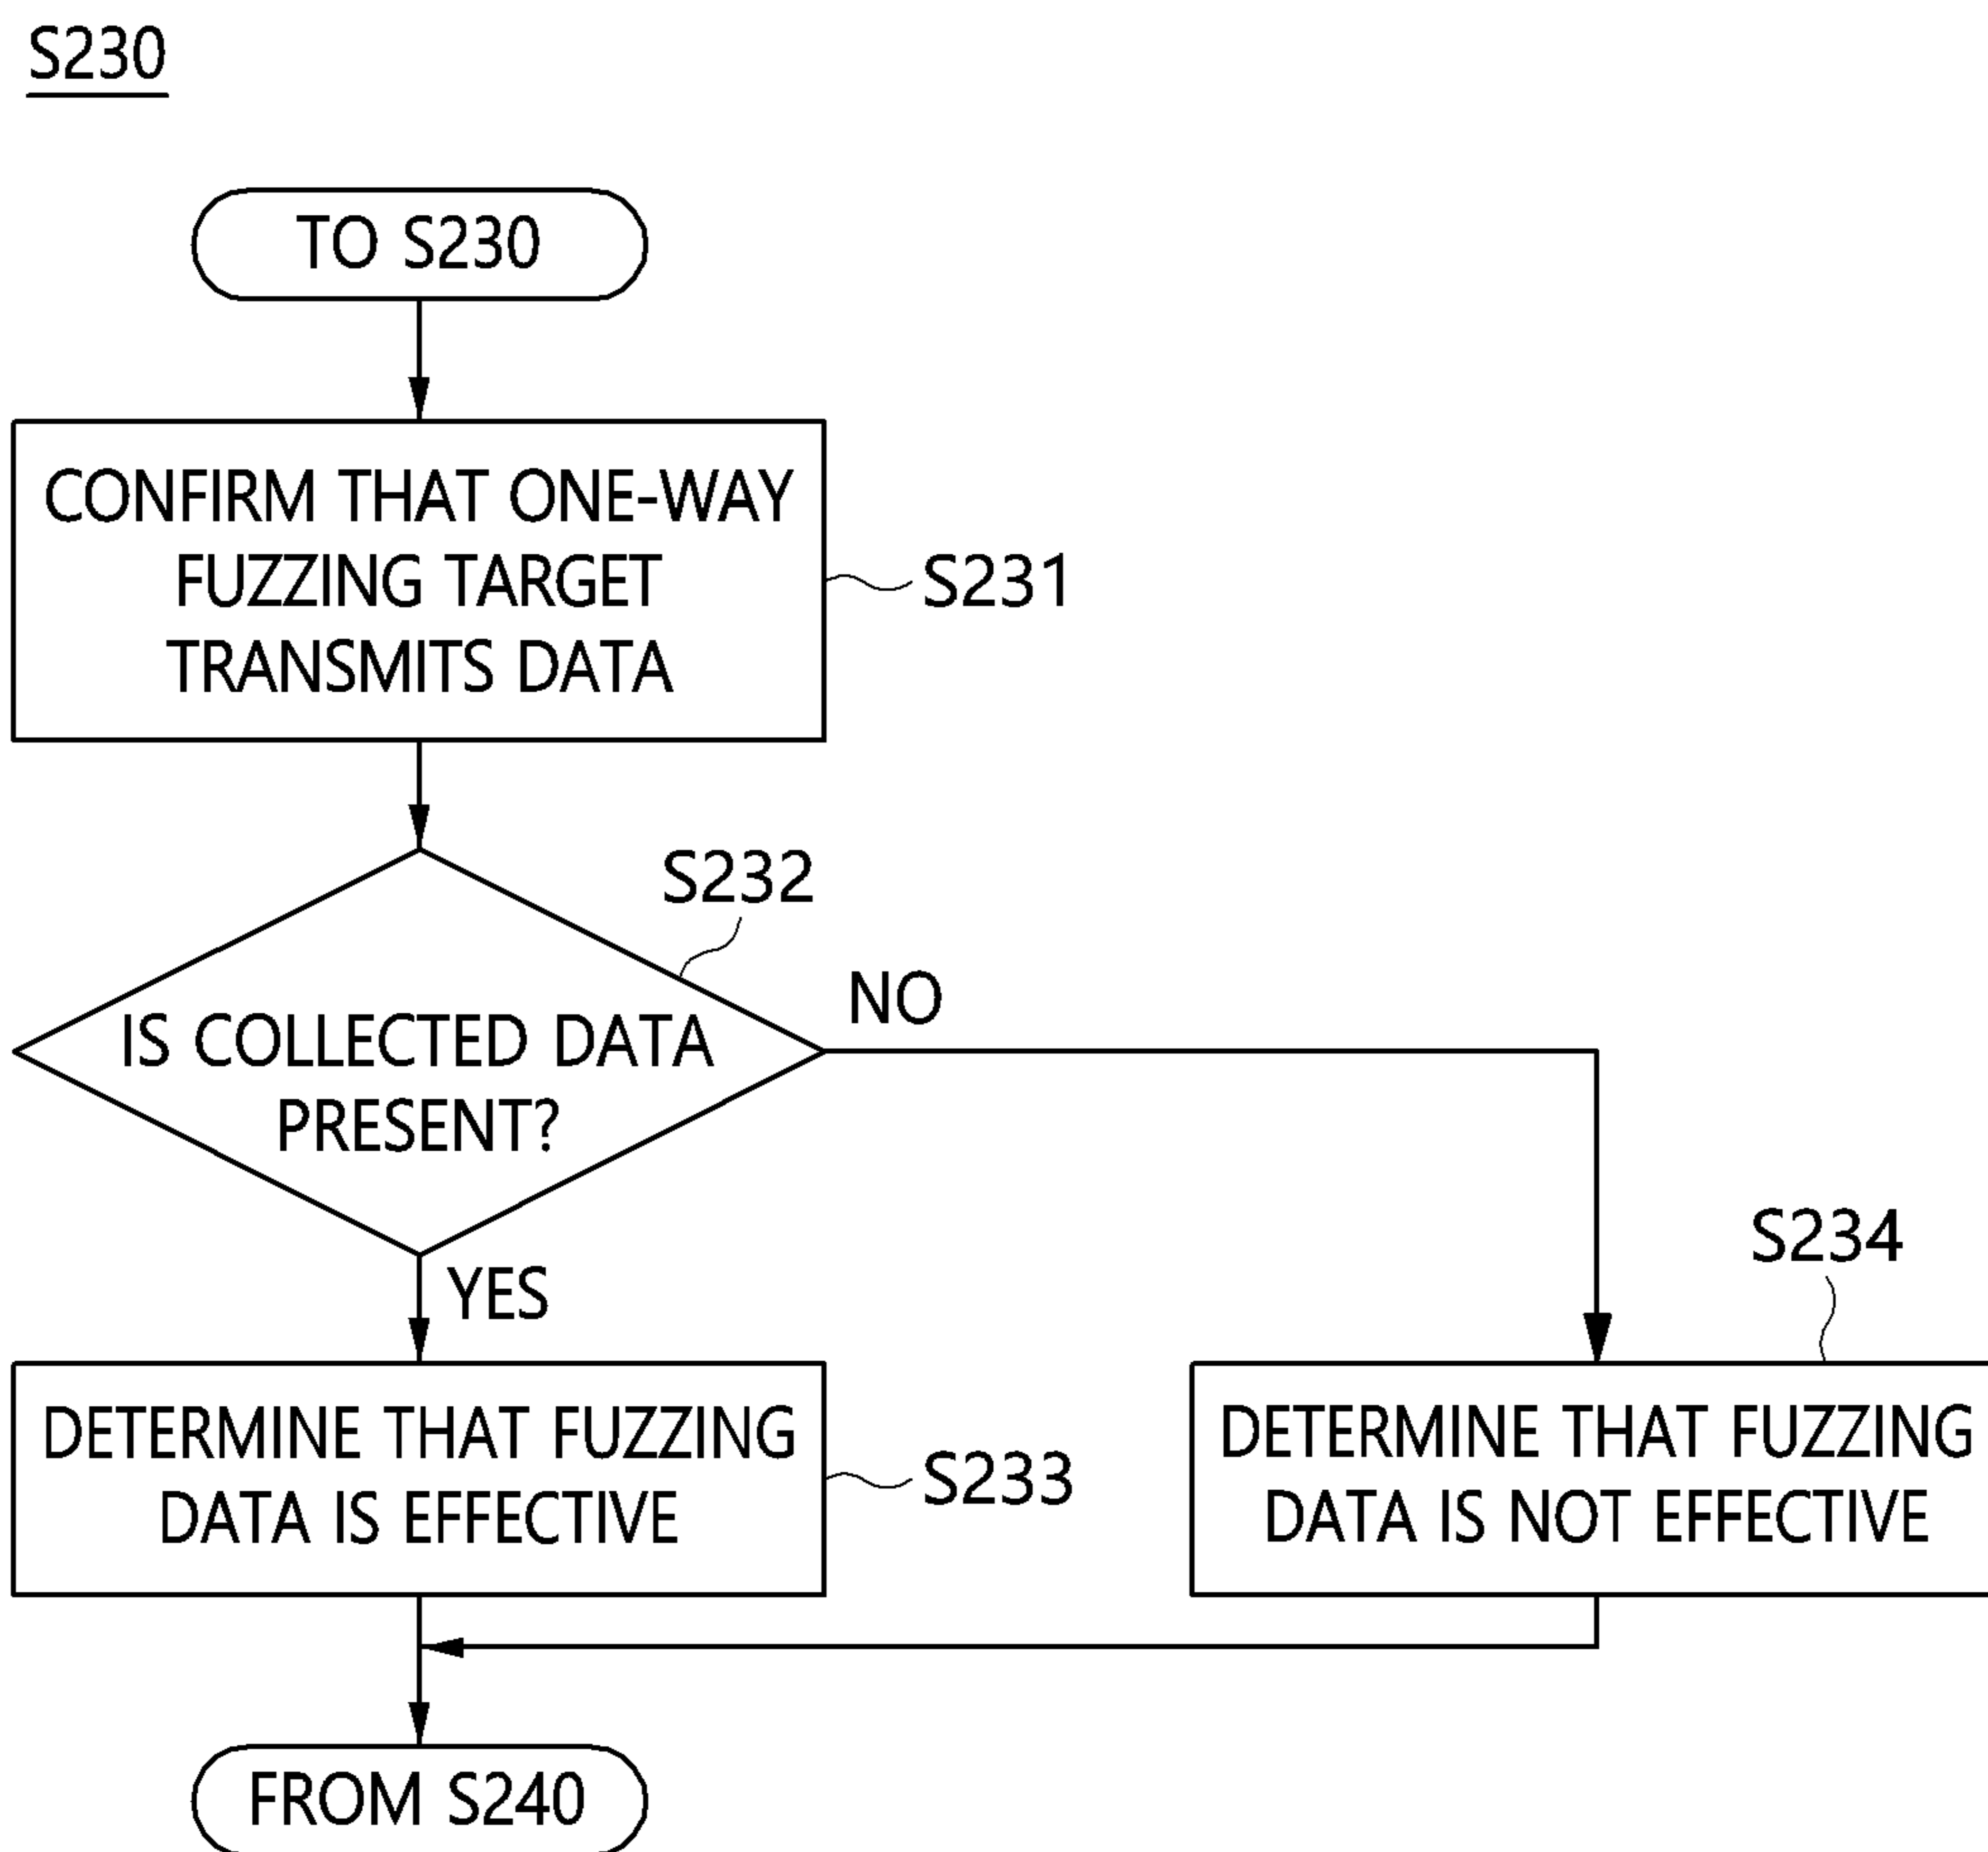 S230
TO S230
CONFIRM THAT ONE-WAY
FUZZING TARGET
TRANSMITS DATA
S231
S232
IS COLLECTED DATA
PRESENT?
NO
YES
S234
DETERMINE THAT FUZZING
DATA IS EFFECTIVE
S233
DETERMINE THAT FUZZING
DATA IS NOT EFFECTIVE
FROM S240